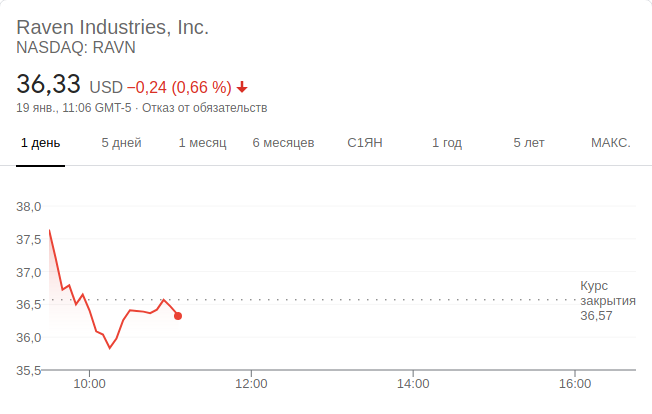 Raven Industries, Inc.
NASDAQ: RAVN
36,33 USD −0,24 (0,66 %)
19 янв., 11:06 GMT-5 · Отказ от обязательств
1 день 5 дней 1 месяц 6 месяцев С1ЯН 1 год 5 лет МАКС.
38,0
37,5
37,0
36,5
36,0
35,5
Курс
закрытия
36,57
10:00 12:00 14:00 16:00